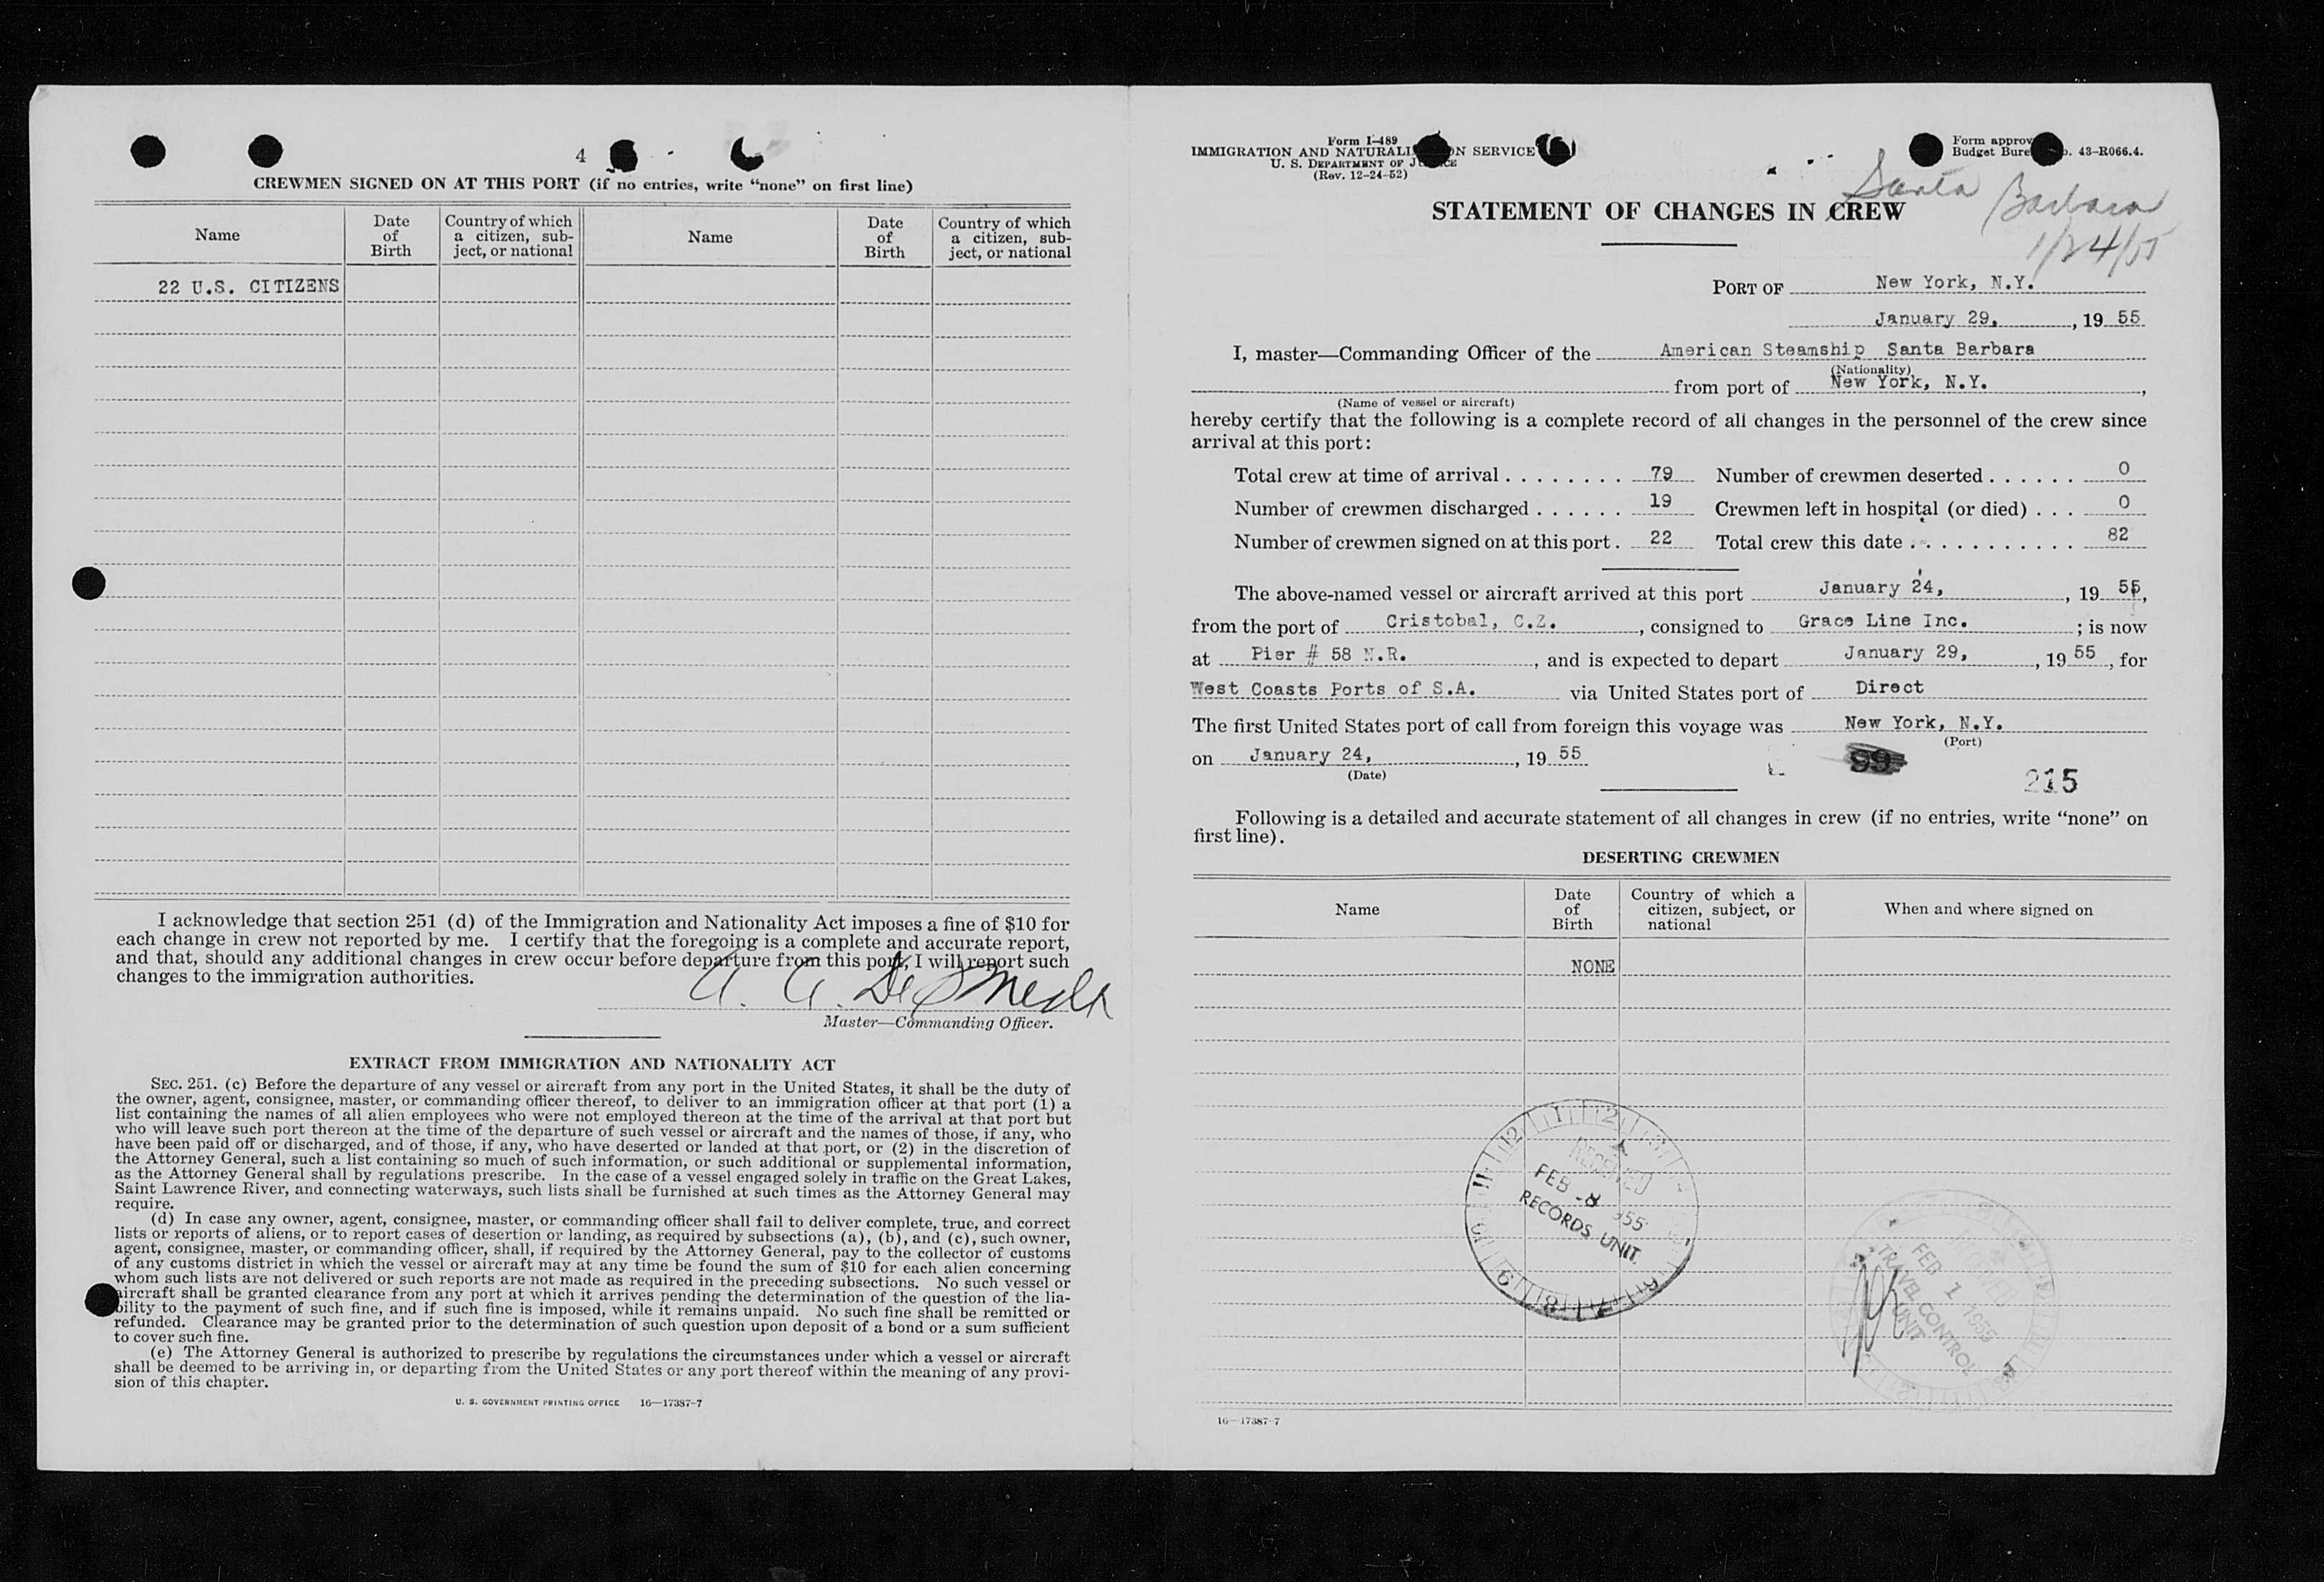 4
CREWMEN SIGNED ON AT THIS PORT (if no entries, write “none” on first line)
Name
Date of Birth
Country of which a citizen, subject, or national
Name
Date of Birth
Country of which a citizen, subject, or national
22 U.S. CITIZENS
I acknowledge that section 251 (d) of the Immigration and Nationality Act imposes a fine of $10 for
each change in crew not reported by me. I certify that the foregoing is a complete and accurate report,
and that, should any additional changes in crew occur before departure from this port, I will report such
changes to the immigration authorities.
Master—Commanding Officer.
EXTRACT FROM IMMIGRATION AND NATIONALITY ACT
SEC. 251. (c) Before the departure of any vessel or aircraft from any port in the United States, it shall be the duty of
the owner, agent, consignee, master, or commanding officer thereof, to deliver to an immigration officer at that port (1) a
list containing the names of all alien employees who were not employed thereon at the time of the arrival at that port but
who will leave such port thereon at the time of the departure of such vessel or aircraft and the names of those, if any, who
have been paid off or discharged, and of those, if any, who have deserted or landed at that port, or (2) in the discretion of
the Attorney General, such a list containing so much of such information, or such additional or supplemental information,
as the Attorney General shall by regulations prescribe. In the case of a vessel engaged solely in traffic on the Great Lakes,
Saint Lawrence River, and connecting waterways, such lists shall be furnished at such times as the Attorney General may
require.
(d) In case any owner, agent, consignee, master, or commanding officer shall fail to deliver complete, true, and correct
lists or reports of aliens, or to report cases of desertion or landing, as required by subsections (a), (b), and (c), such owner,
agent, consignee, master, or commanding officer, shall, if required by the Attorney General, pay to the collector of customs
of any customs district in which the vessel or aircraft may at any time be found the sum of $10 for each alien concerning
whom such lists are not delivered or such reports are not made as required in the preceding subsections. No such vessel or
aircraft shall be granted clearance from any port at which it arrives pending the determination of the question of the lia-
bility to the payment of such fine, and if such fine is imposed, while it remains unpaid. No such fine shall be remitted or
refunded. Clearance may be granted prior to the determination of such question upon deposit of a bond or a sum sufficient
to cover such fine.
(e) The Attorney General is authorized to prescribe by regulations the circumstances under which a vessel or aircraft
shall be deemed to be arriving in, or departing from the United States or any port thereof within the meaning of any provi-
sion of this chapter.
U. S. GOVERNMENT PRINTING OFFICE 16—17387-7
Form I-489
IMMIGRATION AND NATURALIZATION SERVICE
U. S. DEPARTMENT OF JUSTICE
(Rev. 12-24-52)
Form approv
Budget Bure o. 43-R066.4.
Santa Barbara
1/24/55
STATEMENT OF CHANGES IN CREW
PORT OF New York, N.Y.
January 29, , 19 55
I, master—Commanding Officer of the American Steamship Santa Barbara
(Nationality)
from port of New York, N.Y. ,
(Name of vessel or aircraft)
hereby certify that the following is a complete record of all changes in the personnel of the crew since
arrival at this port:
Total crew at time of arrival . . . . . . . . 79 Number of crewmen deserted . . . . . . 0
Number of crewmen discharged . . . . . . 19 Crewmen left in hospital (or died) . . . 0
Number of crewmen signed on at this port . 22 Total crew this date . . . . . . . . . . . 82
The above-named vessel or aircraft arrived at this port January 24, , 19 55,
from the port of Cristobal, C.Z. , consigned to Grace Line Inc. ; is now
at Pier # 58 N.R. , and is expected to depart January 29, , 19 55 , for
West Coasts Ports of S.A. via United States port of Direct
The first United States port of call from foreign this voyage was New York, N.Y.
(Port)
on January 24, , 19 55
(Date)
99
215
Following is a detailed and accurate statement of all changes in crew (if no entries, write “none” on
first line).
DESERTING CREWMEN
Name
Date of Birth
Country of which a citizen, subject, or national
When and where signed on
NONE
RECEIVED
FEB -8 955
RECORDS UNIT
FEB 1 1955
TRAVEL CONTROL
UNIT
16—17387-7